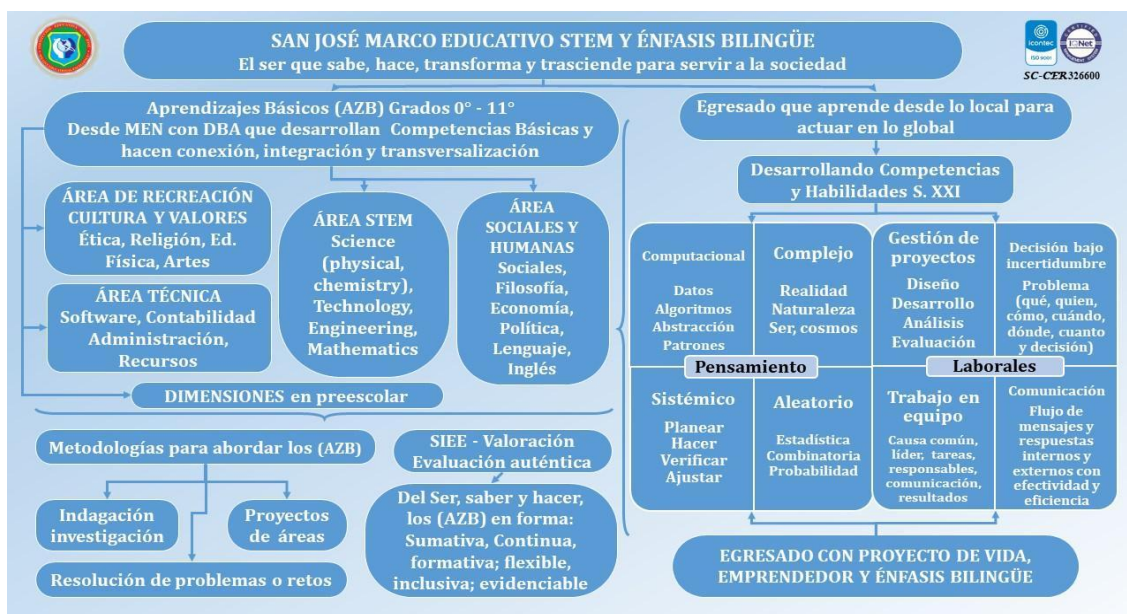 SAN JOSÉ MARCO EDUCATIVO STEM Y ÉNFASIS BILINGÜE
El ser que sabe, hace, transforma y trasciende para servir a la sociedad
icontec
ISO 9001
IQNet
SC-CER326600
Aprendizajes Básicos (AZB) Grados 0° - 11°
Desde MEN con DBA que desarrollan Competencias Básicas y
hacen conexión, integración y transversalización
ÁREA DE RECREACIÓN
CULTURA Y VALORES
Ética, Religión, Ed.
Física, Artes
ÁREA TÉCNICA
Software, Contabilidad
Administración,
Recursos
ÁREA STEM
Science
(physical,
chemistry),
Technology,
Engineering,
Mathematics
ÁREA
SOCIALES Y
HUMANAS
Sociales,
Filosofía,
Economía,
Política,
Lenguaje,
Inglés
DIMENSIONES en preescolar
Metodologías para abordar los (AZB)
Indagación
investigación
Proyectos
de áreas
Resolución de problemas o retos
SIEE - Valoración
Evaluación auténtica
Del Ser, saber y hacer,
los (AZB) en forma:
Sumativa, Continua,
formativa; flexible,
inclusiva; evidenciable
Egresado que aprende desde lo local para
actuar en lo global
Desarrollando Competencias
y Habilidades S. XXI
Computacional
Datos
Algoritmos
Abstracción
Patrones
Complejo
Realidad
Naturaleza
Ser, cosmos
Gestión de
proyectos
Diseño
Desarrollo
Análisis
Evaluación
Decisión bajo
incertidumbre
Problema
(qué, quien,
cómo, cuándo,
dónde, cuanto
y decisión)
Pensamiento
Laborales
Sistémico
Planear
Hacer
Verificar
Ajustar
Aleatorio
Estadística
Combinatoria
Probabilidad
Trabajo en
equipo
Causa común,
líder, tareas,
responsables,
comunicación,
resultados
Comunicación
Flujo de
mensajes y
respuestas
internos y
externos con
efectividad y
eficiencia
EGRESADO CON PROYECTO DE VIDA,
EMPRENDEDOR Y ÉNFASIS BILINGÜE